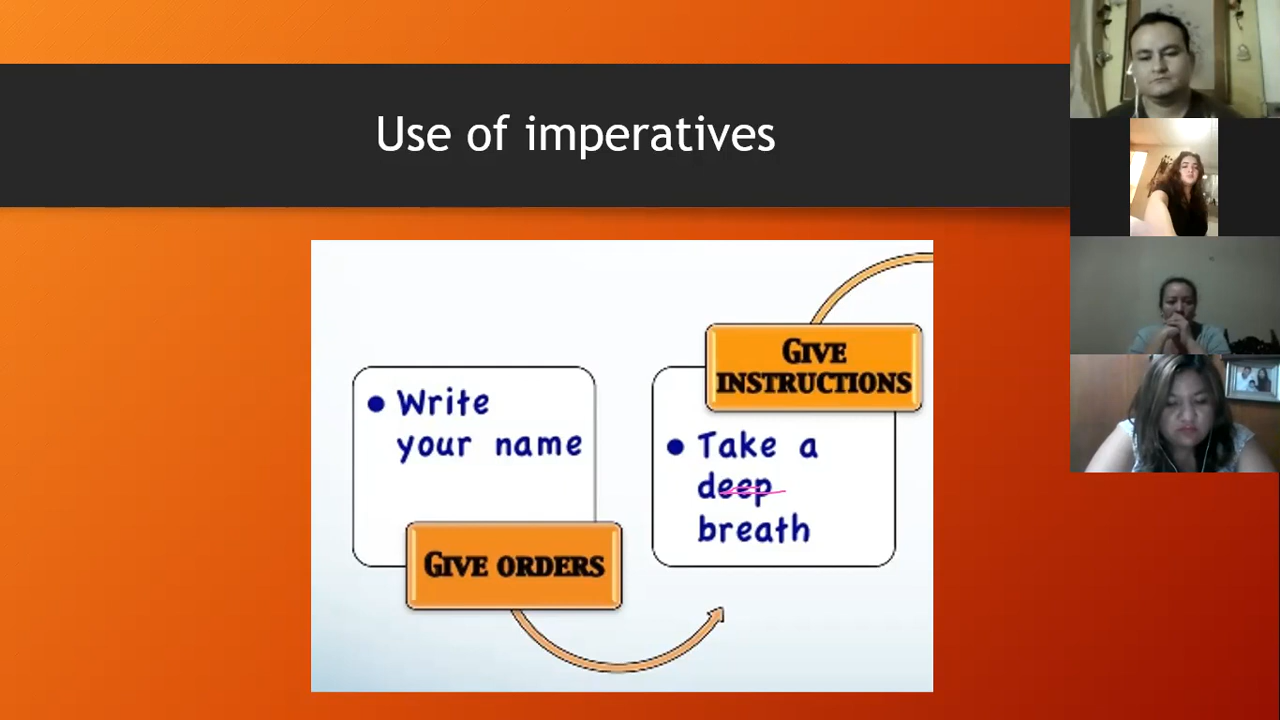 Use of imperatives
• Write
your name
GIVE ORDERS
GIVE
INSTRUCTIONS
• Take a
deep
breath